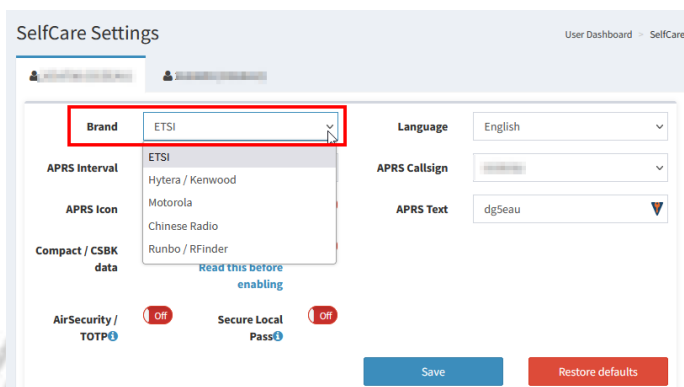 SelfCare Settings
User Dashboard > SelfCare
Brand ETSI Language English
ETSI
APRS Interval APRS Callsign
Hytera / Kenwood
Motorola
APRS Icon APRS Text dg5eau
Chinese Radio
Compact / CSBK
data
Runbo / RFinder
Read this before
enabling
AirSecurity /
TOTP
Off
Secure Local
Pass
Off
Save Restore defaults